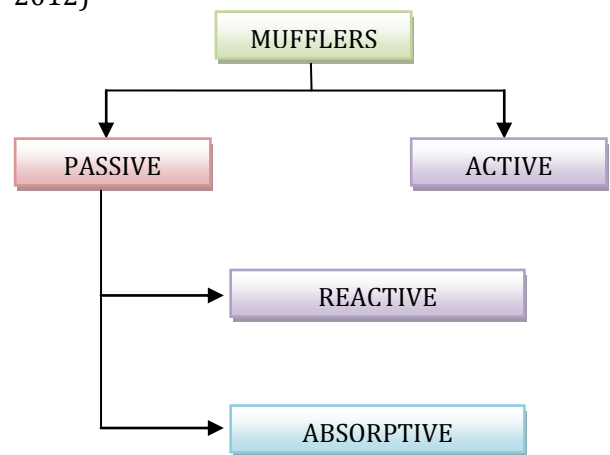 2012)
MUFFLERS
PASSIVE
ACTIVE
REACTIVE
ABSORPTIVE